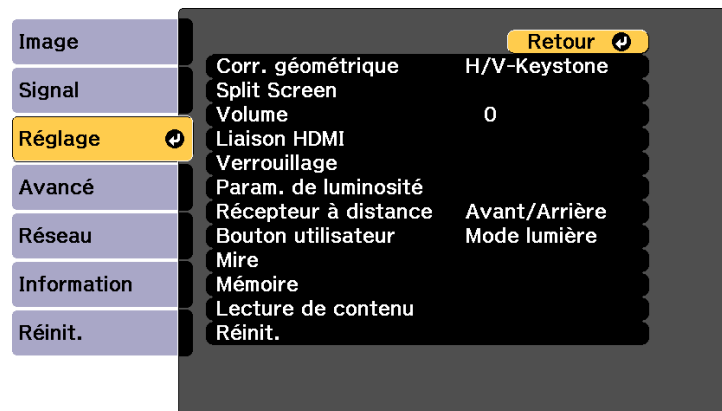 Image
Signal
Réglage
Avancé
Réseau
Information
Réinit.
Retour
Corr. géométrique H/V-Keystone
Split Screen
Volume 0
Liaison HDMI
Verrouillage
Param. de luminosité
Récepteur à distance Avant/Arrière
Bouton utilisateur Mode lumière
Mire
Mémoire
Lecture de contenu
Réinit.